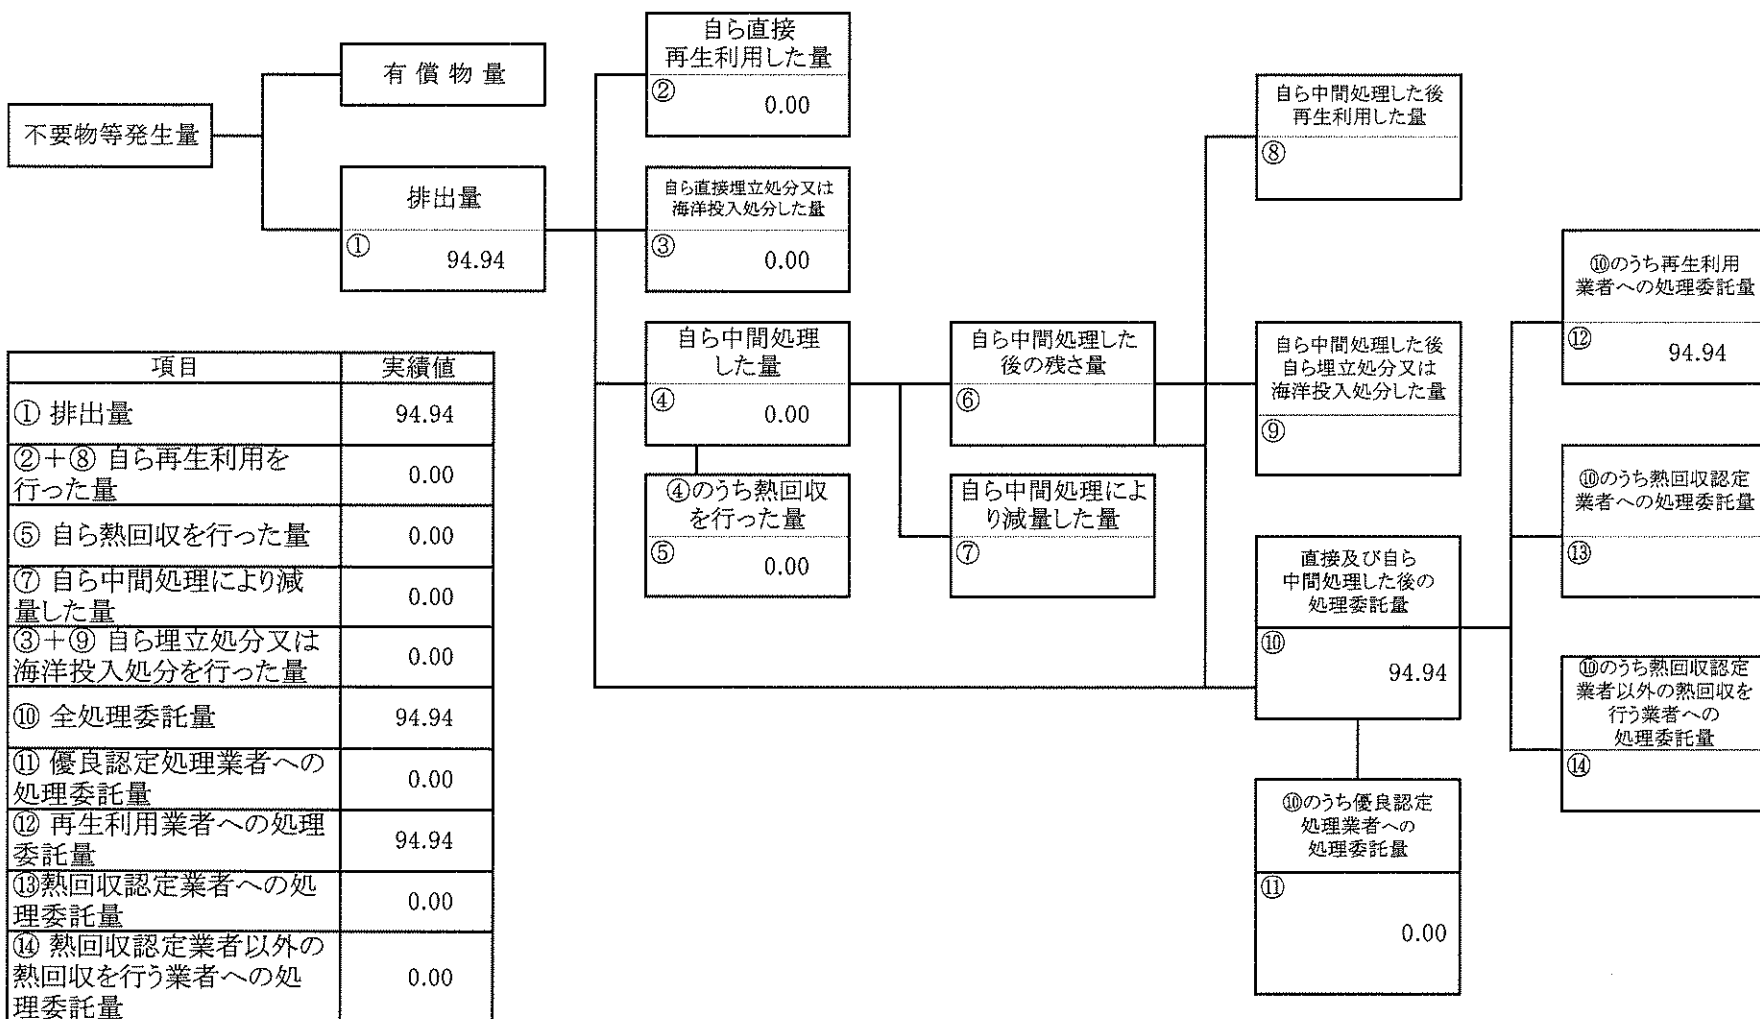 不要物等発生量
有償物量
排出量
①
94.94
自ら直接
再生利用した量
②
0.00
自ら直接埋立処分又は
海洋投入処分した量
③
0.00
自ら中間処理
した量
④
0.00
④のうち熱回収
を行った量
⑤
0.00
自ら中間処理した
後の残さ量
⑥
自ら中間処理によ
り減量した量
⑦
自ら中間処理した後
再生利用した量
⑧
自ら中間処理した後
自ら埋立処分又は
海洋投入処分した量
⑨
直接及び自ら
中間処理した後の
処理委託量
⑩
94.94
⑩のうち優良認定
処理業者への
処理委託量
⑪
0.00
⑩のうち再生利用
業者への処理委託量
⑫
94.94
⑩のうち熱回収認定
業者への処理委託量
⑬
⑩のうち熱回収認定
業者以外の熱回収を
行う業者への
処理委託量
⑭
項目 実績値
① 排出量 94.94
②+⑧ 自ら再生利用を
行った量 0.00
⑤ 自ら熱回収を行った量 0.00
⑦ 自ら中間処理により減
量した量 0.00
③+⑨ 自ら埋立処分又は
海洋投入処分を行った量 0.00
⑩ 全処理委託量 94.94
⑪ 優良認定処理業者への
処理委託量 0.00
⑫ 再生利用業者への処理
委託量 94.94
⑬熱回収認定業者への処
理委託量 0.00
⑭ 熱回収認定業者以外の
熱回収を行う業者への処
理委託量 0.00